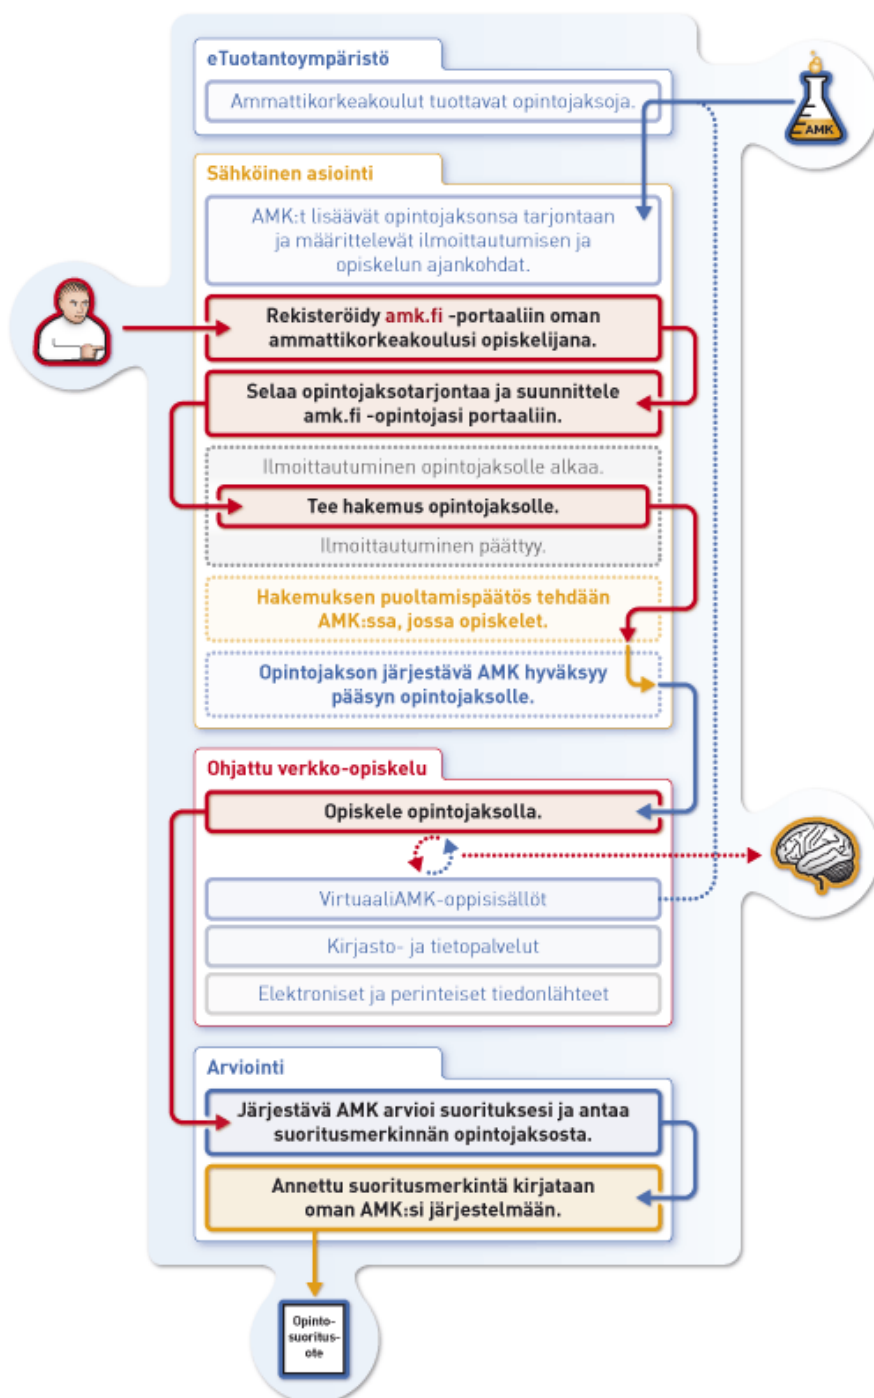 eTuotantoympäristö
Ammattikorkeakoulut tuottavat opintojaksoja.
AMK
Sähköinen asiointi
AMK:t lisäävät opintojaksonsa tarjontaan
ja määrittelevät ilmoittautumisen ja
opiskelun ajankohdat.
Rekisteröidy amk.fi -portaaliin oman
ammattikorkeakoulusi opiskelijana.
Selaa opintojaksotarjontaa ja suunnittele
amk.fi -opintojasi portaaliin.
Ilmoittautuminen opintojaksolle alkaa.
Tee hakemus opintojaksolle.
Ilmoittautuminen päättyy.
Hakemuksen puoltamispäätös tehdään
AMK:ssa, jossa opiskelet.
Opintojakson järjestävä AMK hyväksyy
pääsyn opintojaksolle.
Ohjattu verkko-opiskelu
Opiskele opintojaksolla.
VirtuaaliAMK-oppisisällöt
Kirjasto- ja tietopalvelut
Elektroniset ja perinteiset tiedonlähteet
Arviointi
Järjestävä AMK arvioi suorituksesi ja antaa
suoritusmerkinnän opintojaksosta.
Annettu suoritusmerkintä kirjataan
oman AMK:si järjestelmään.
Opinto-
suoritus-
ote